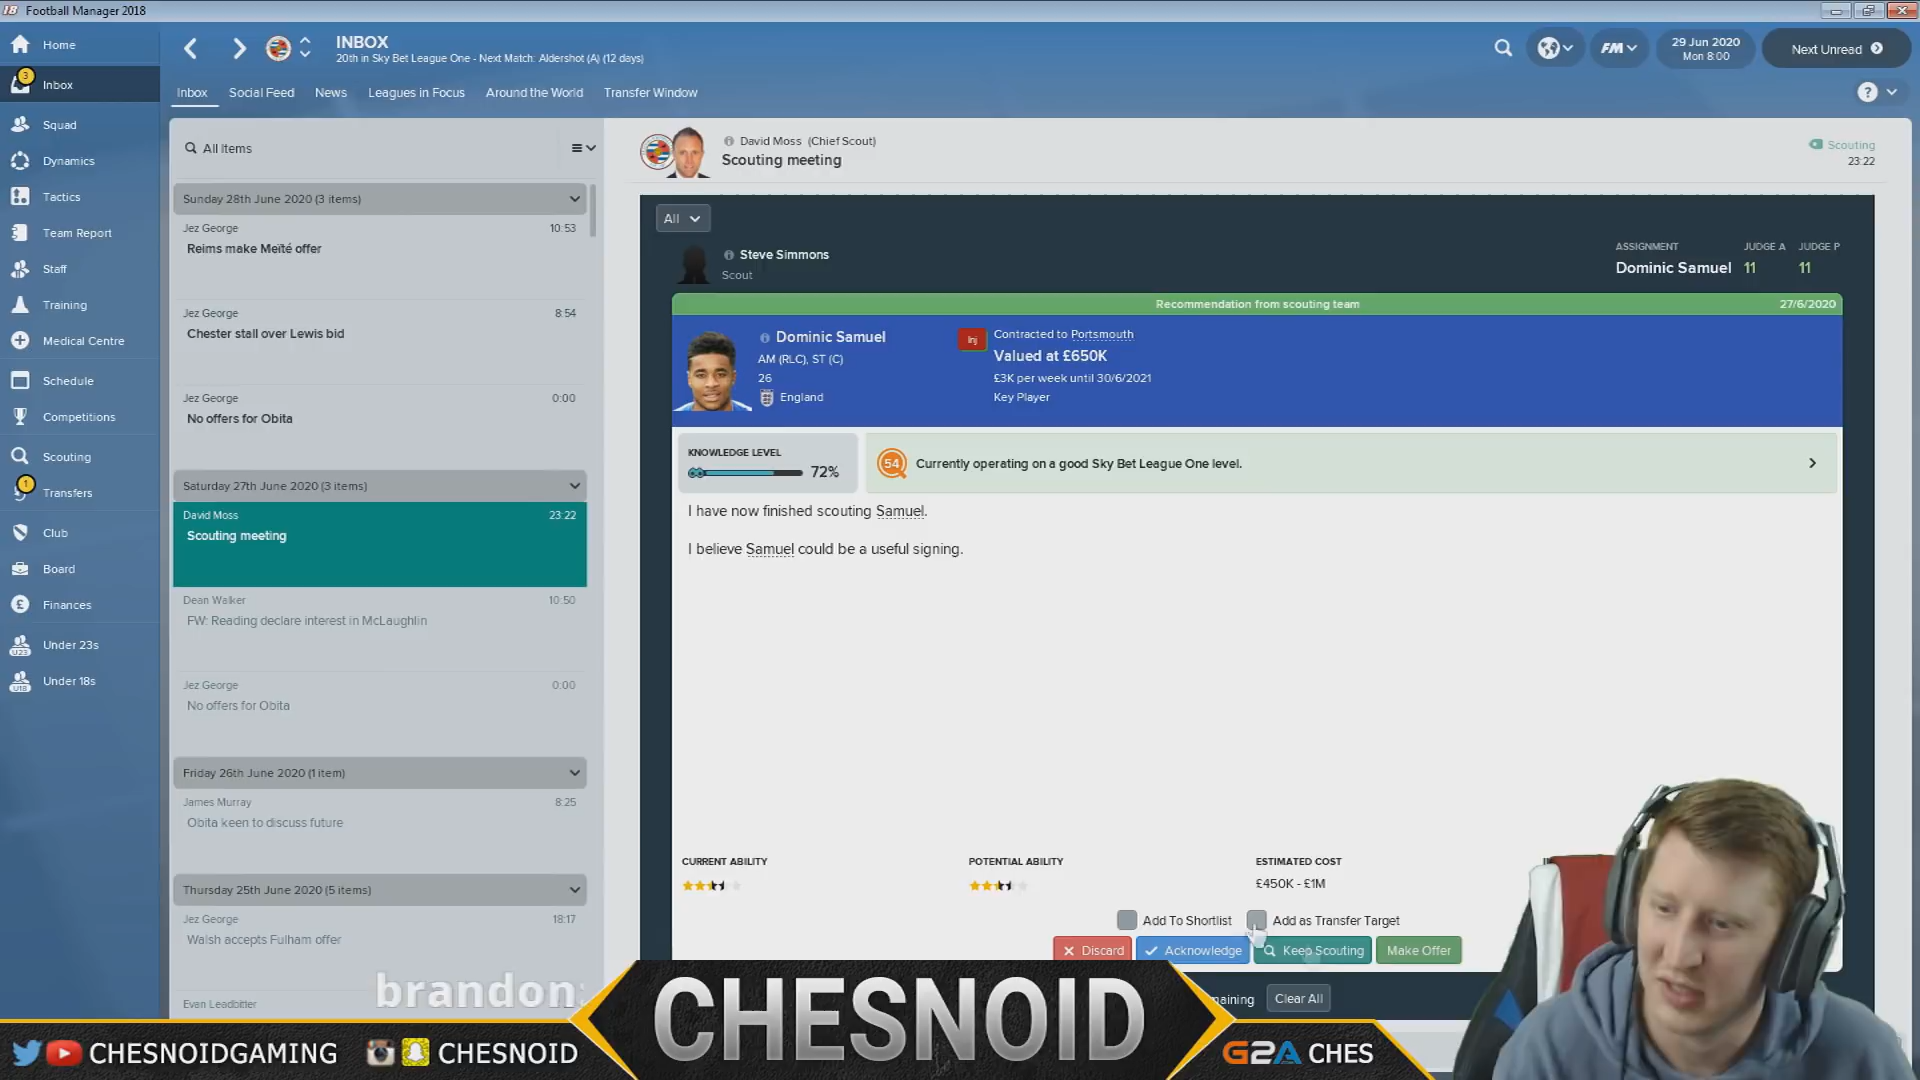 Football Manager 2018
Home
3
Inbox
Squad
Dynamics
Tactics
Team Report
Staff
Training
Medical Centre
Schedule
Competitions
Scouting
1
Transfers
Club
Board
Finances
U23
Under 23s
U18
Under 18s
INBOX
20th in Sky Bet League One - Next Match: Aldershot (A) (12 days)
FM
29 Jun 2020
Mon 8:00
Next Unread
Inbox
Social Feed
News
Leagues in Focus
Around the World
Transfer Window
?
All Items
Sunday 28th June 2020 (3 items)
Jez George 10:53
Reims make Meïté offer
Jez George 8:54
Chester stall over Lewis bid
Jez George 0:00
No offers for Obita
Saturday 27th June 2020 (3 items)
David Moss 23:22
Scouting meeting
Dean Walker 10:50
FW: Reading declare interest in McLaughlin
Jez George 0:00
No offers for Obita
Friday 26th June 2020 (1 item)
James Murray 8:25
Obita keen to discuss future
Thursday 25th June 2020 (5 items)
Jez George 18:17
Walsh accepts Fulham offer
Evan Leadbitter
David Moss (Chief Scout)
Scouting meeting
Scouting
23:22
All
Steve Simmons
Scout
ASSIGNMENT JUDGE A JUDGE P
Dominic Samuel 11 11
Recommendation from scouting team 27/6/2020
Dominic Samuel
AM (RLC), ST (C)
26
England
Inj
Contracted to Portsmouth
Valued at £650K
£3K per week until 30/6/2021
Key Player
KNOWLEDGE LEVEL
72%
54
Currently operating on a good Sky Bet League One level.
I have now finished scouting Samuel.
I believe Samuel could be a useful signing.
CURRENT ABILITY
POTENTIAL ABILITY
ESTIMATED COST
£450K - £1M
Add To Shortlist
Add as Transfer Target
Discard
Acknowledge
Keep Scouting
Make Offer
maining
Clear All
brandon
CHESNOIDGAMING
CHESNOID
CHESNOID
G2A CHES